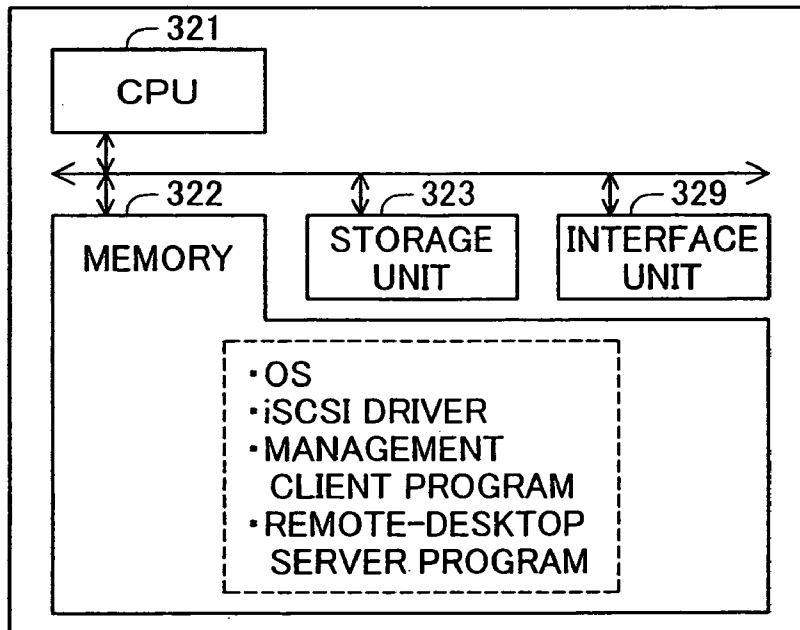 321
CPU
322
323
329
MEMORY
STORAGE
UNIT
INTERFACE
UNIT
・OS
・iSCSI DRIVER
・MANAGEMENT
CLIENT PROGRAM
・REMOTE-DESKTOP
SERVER PROGRAM